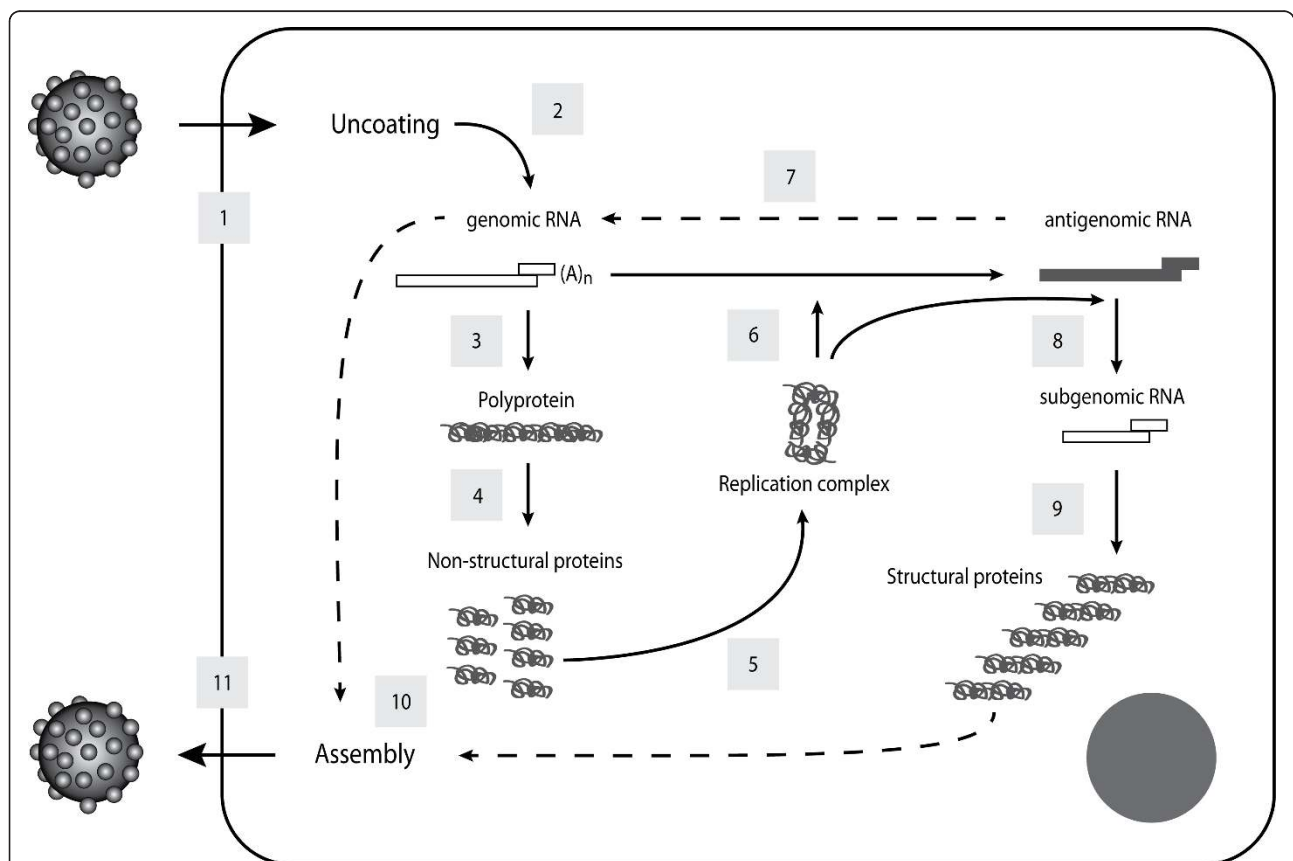 2
Uncoating
7
1
genomic RNA
antigenomic RNA
(A)n
3
6
8
Polyprotein
subgenomic RNA
4
Replication complex
9
Non-structural proteins
Structural proteins
5
11
10
Assembly